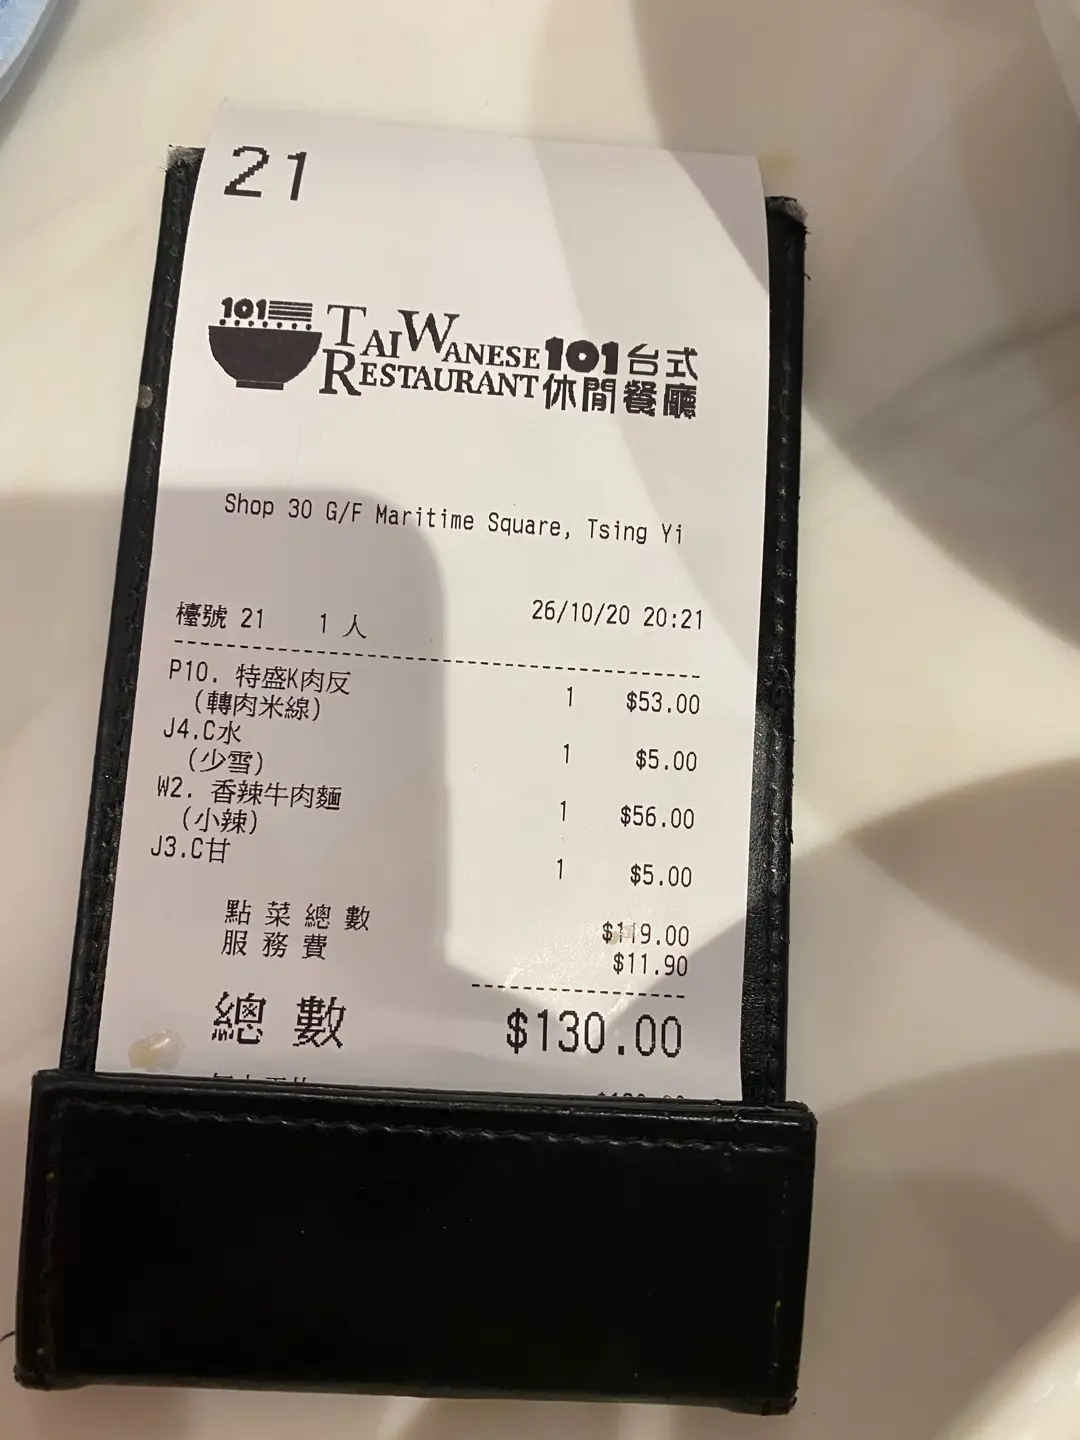 21
101
TAIWANESE 101 台式
RESTAURANT 休閒餐廳
Shop 30 G/F Maritime Square, Tsing Yi
檯號 21 1 人 26/10/20 20:21
P10. 特盛K肉反 1 $53.00
(轉肉米線)
J4.C水 1 $5.00
(少雪)
W2. 香辣牛肉麵 1 $56.00
(小辣)
J3.C甘 1 $5.00
點菜總數 $119.00
服務費 $11.90
總數 $130.00